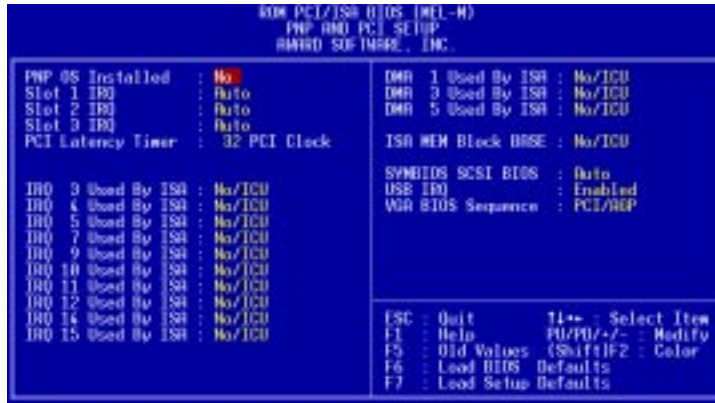 ROM PCI/ISA BIOS (MEL-M)
PNP AND PCI SETUP
AWARD SOFTWARE, INC.
PNP OS Installed : No
Slot 1 IRQ : Auto
Slot 2 IRQ : Auto
Slot 3 IRQ : Auto
PCI Latency Timer : 32 PCI Clock
IRQ 3 Used By ISA : No/ICU
IRQ 4 Used By ISA : No/ICU
IRQ 5 Used By ISA : No/ICU
IRQ 7 Used By ISA : No/ICU
IRQ 9 Used By ISA : No/ICU
IRQ 10 Used By ISA : No/ICU
IRQ 11 Used By ISA : No/ICU
IRQ 12 Used By ISA : No/ICU
IRQ 14 Used By ISA : No/ICU
IRQ 15 Used By ISA : No/ICU
DMA 1 Used By ISA : No/ICU
DMA 3 Used By ISA : No/ICU
DMA 5 Used By ISA : No/ICU
ISA MEM Block BASE : No/ICU
SYMBIOS SCSI BIOS : Auto
USB IRQ : Enabled
VGA BIOS Sequence : PCI/AGP
ESC : Quit ↑↓→← : Select Item
F1 : Help PU/PD/+/- : Modify
F5 : Old Values (Shift)F2 : Color
F6 : Load BIOS Defaults
F7 : Load Setup Defaults